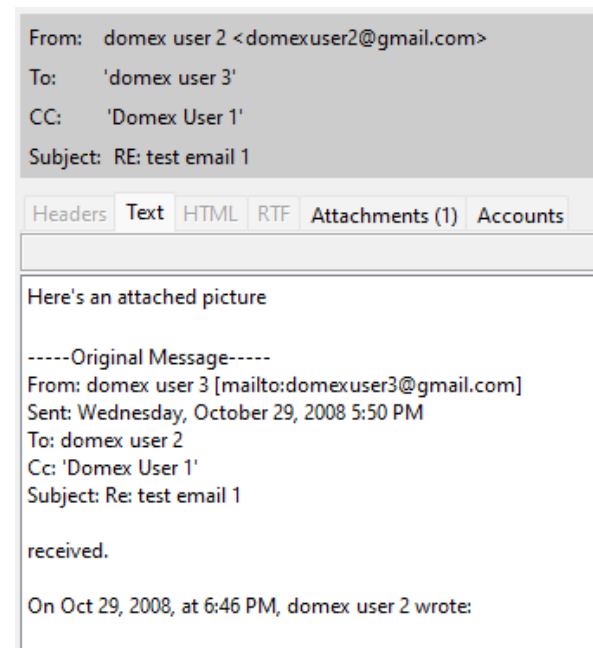 From: domex user 2 <domexuser2@gmail.com>
To: 'domex user 3'
CC: 'Domex User 1'
Subject: RE: test email 1
Headers Text HTML RTF Attachments (1) Accounts
Here's an attached picture
-----Original Message-----
From: domex user 3 [mailto:domexuser3@gmail.com]
Sent: Wednesday, October 29, 2008 5:50 PM
To: domex user 2
Cc: 'Domex User 1'
Subject: Re: test email 1
received.
On Oct 29, 2008, at 6:46 PM, domex user 2 wrote: